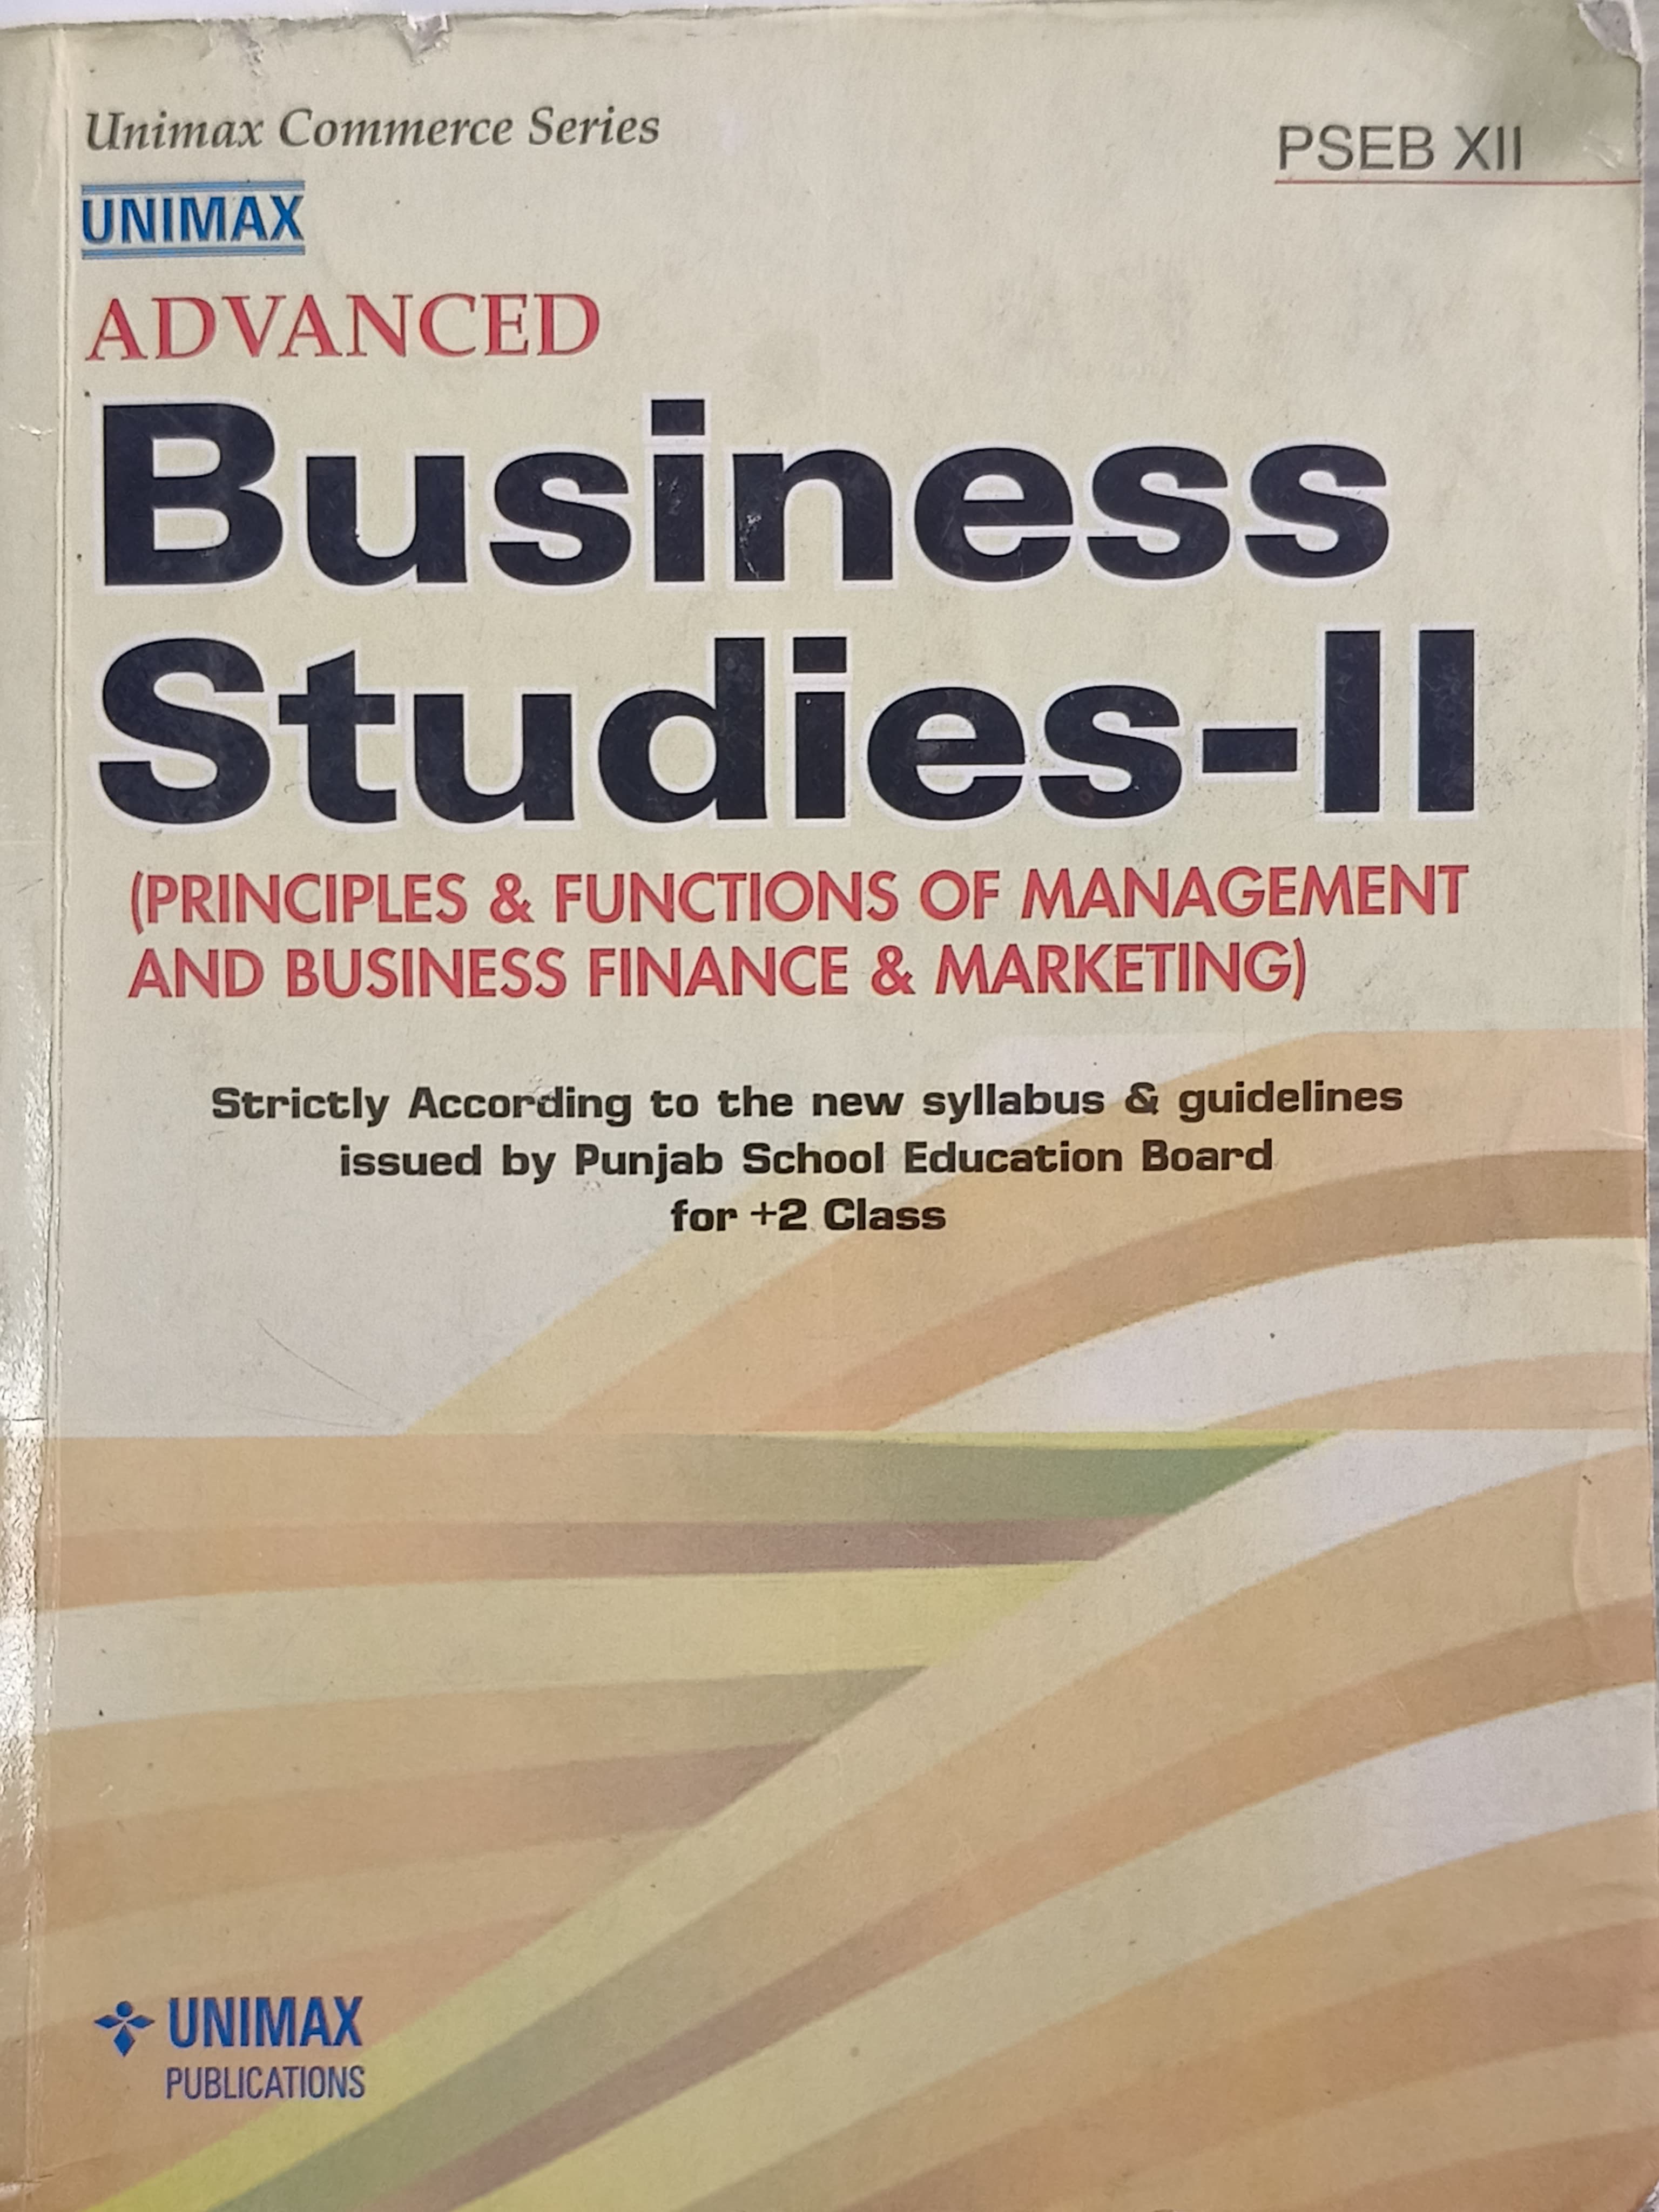 Unimax Commerce Series
PSEB XII
UNIMAX
ADVANCED
Business
Studies-II
(PRINCIPLES & FUNCTIONS OF MANAGEMENT
AND BUSINESS FINANCE & MARKETING)
Strictly According to the new syllabus & guidelines
issued by Punjab School Education Board
for +2 Class
UNIMAX
PUBLICATIONS